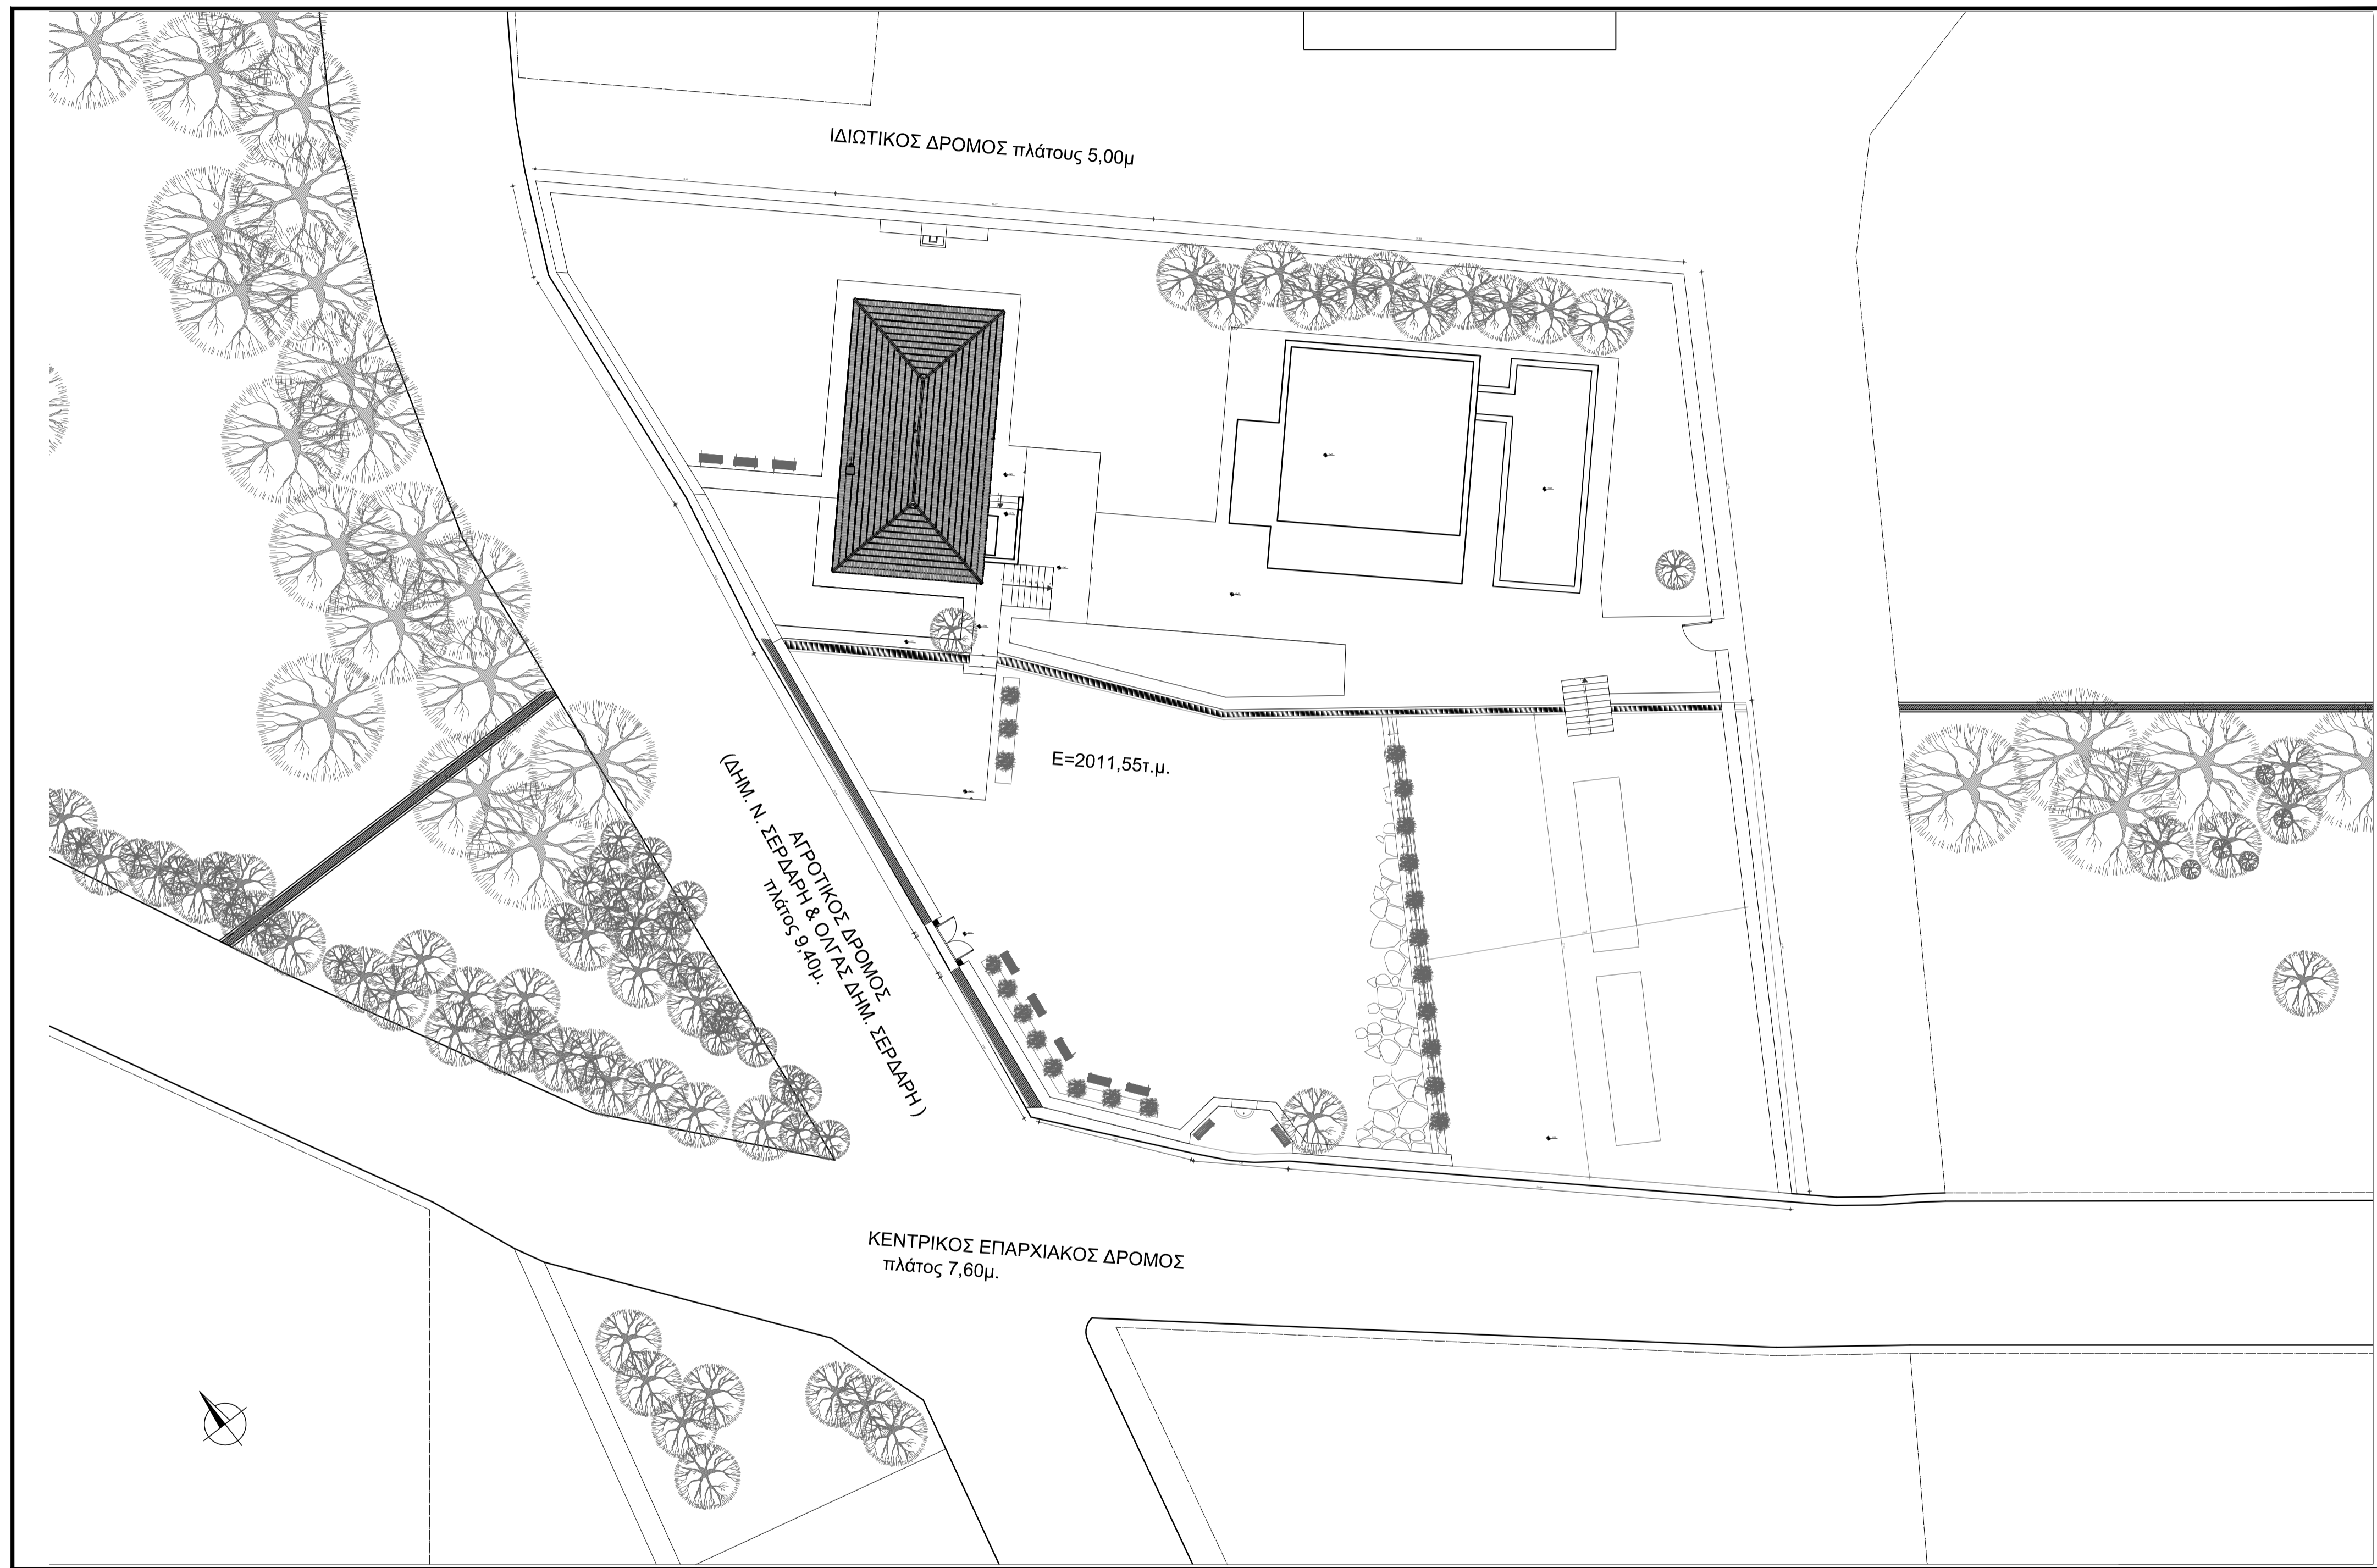 ΙΔΙΩΤΙΚΟΣ ΔΡΟΜΟΣ πλάτους 5,00μ
Ε=2011,55τ.μ.
ΑΓΡΟΤΙΚΟΣ ΔΡΟΜΟΣ
(ΔΗΜ. Ν. ΣΕΡΔΑΡΗ & ΟΛΓΑΣ ΔΗΜ. ΣΕΡΔΑΡΗ )
πλάτος 9,40μ.
ΚΕΝΤΡΙΚΟΣ ΕΠΑΡΧΙΑΚΟΣ ΔΡΟΜΟΣ
πλάτος 7,60μ.